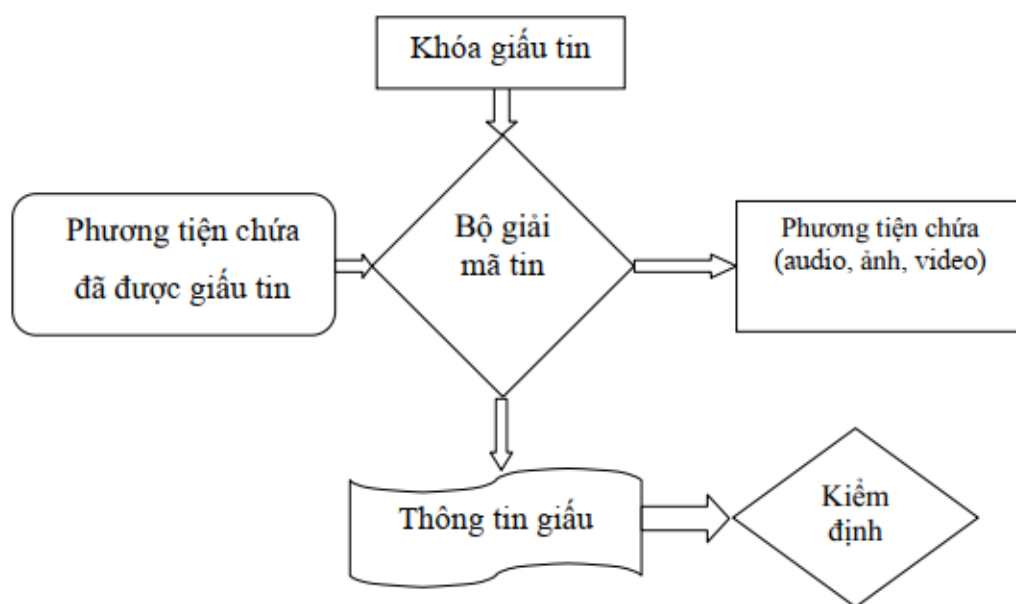 Khóa giấu tin
Phương tiện chứa
đã được giấu tin
Bộ giải
mã tin
Phương tiện chứa
(audio, ảnh, video)
Thông tin giấu
Kiểm
định